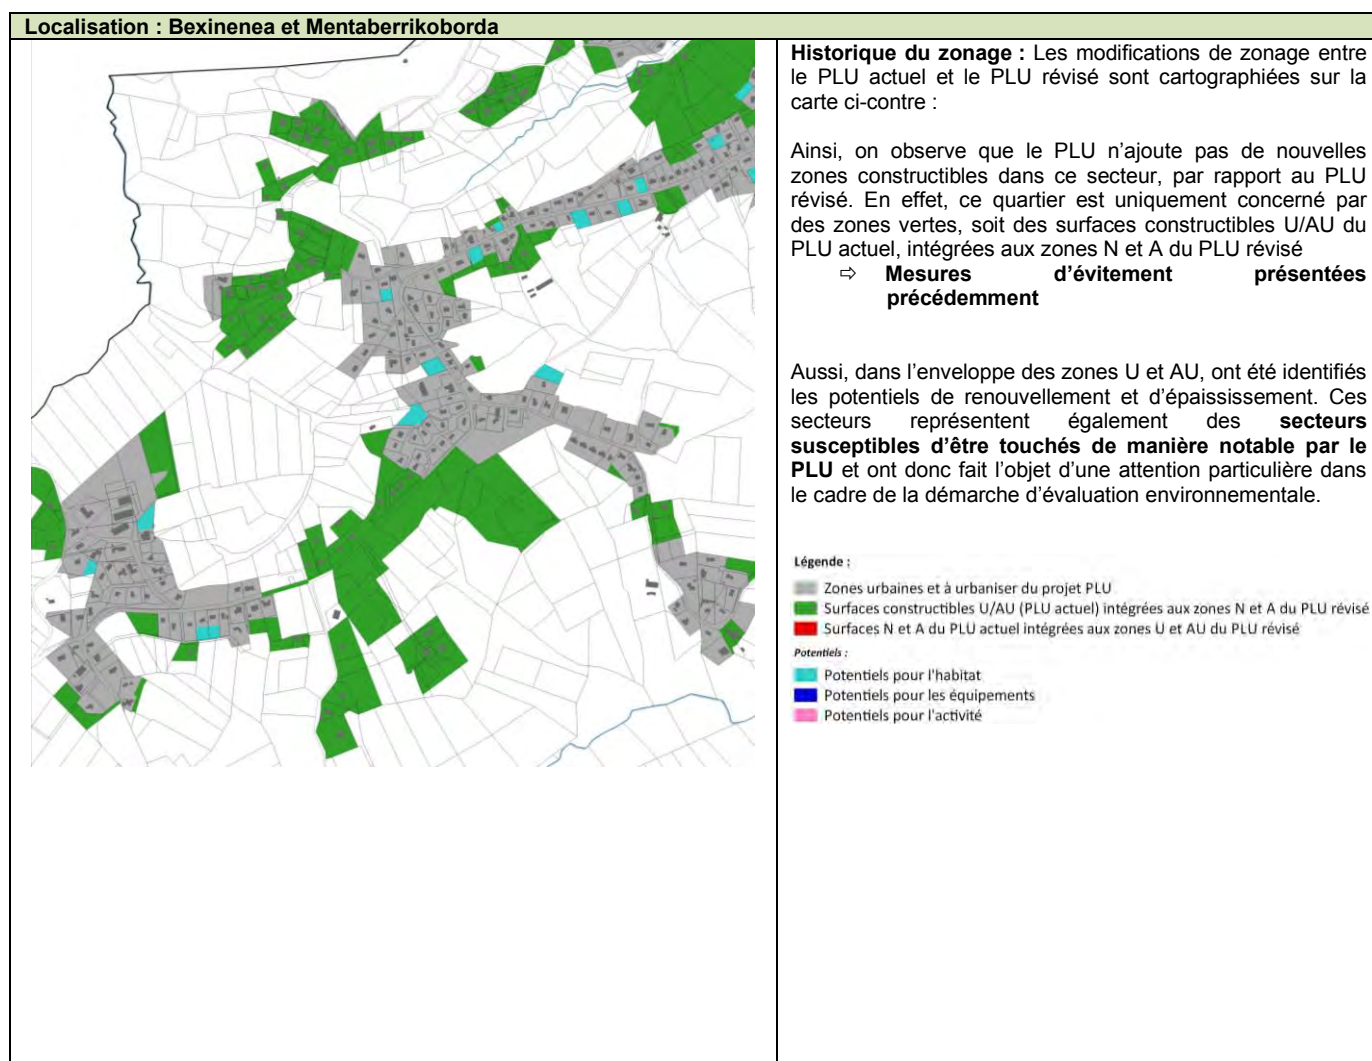 Localisation : Bexinenea et Mentaberrikoborda
Historique du zonage : Les modifications de zonage entre
le PLU actuel et le PLU révisé sont cartographiées sur la
carte ci-contre :
Ainsi, on observe que le PLU n'ajoute pas de nouvelles
zones constructibles dans ce secteur, par rapport au PLU
révisé. En effet, ce quartier est uniquement concerné par
des zones vertes, soit des surfaces constructibles U/AU du
PLU actuel, intégrées aux zones N et A du PLU révisé
⇨ Mesures d'évitement présentées
précédemment
Aussi, dans l'enveloppe des zones U et AU, ont été identifiés
les potentiels de renouvellement et d'épaississement. Ces
secteurs représentent également des secteurs
susceptibles d'être touchés de manière notable par le
PLU et ont donc fait l'objet d'une attention particulière dans
le cadre de la démarche d'évaluation environnementale.
Légende :
Zones urbaines et à urbaniser du projet PLU
Surfaces constructibles U/AU (PLU actuel) intégrées aux zones N et A du PLU révisé
Surfaces N et A du PLU actuel intégrées aux zones U et AU du PLU révisé
Potentiels :
Potentiels pour l'habitat
Potentiels pour les équipements
Potentiels pour l'activité